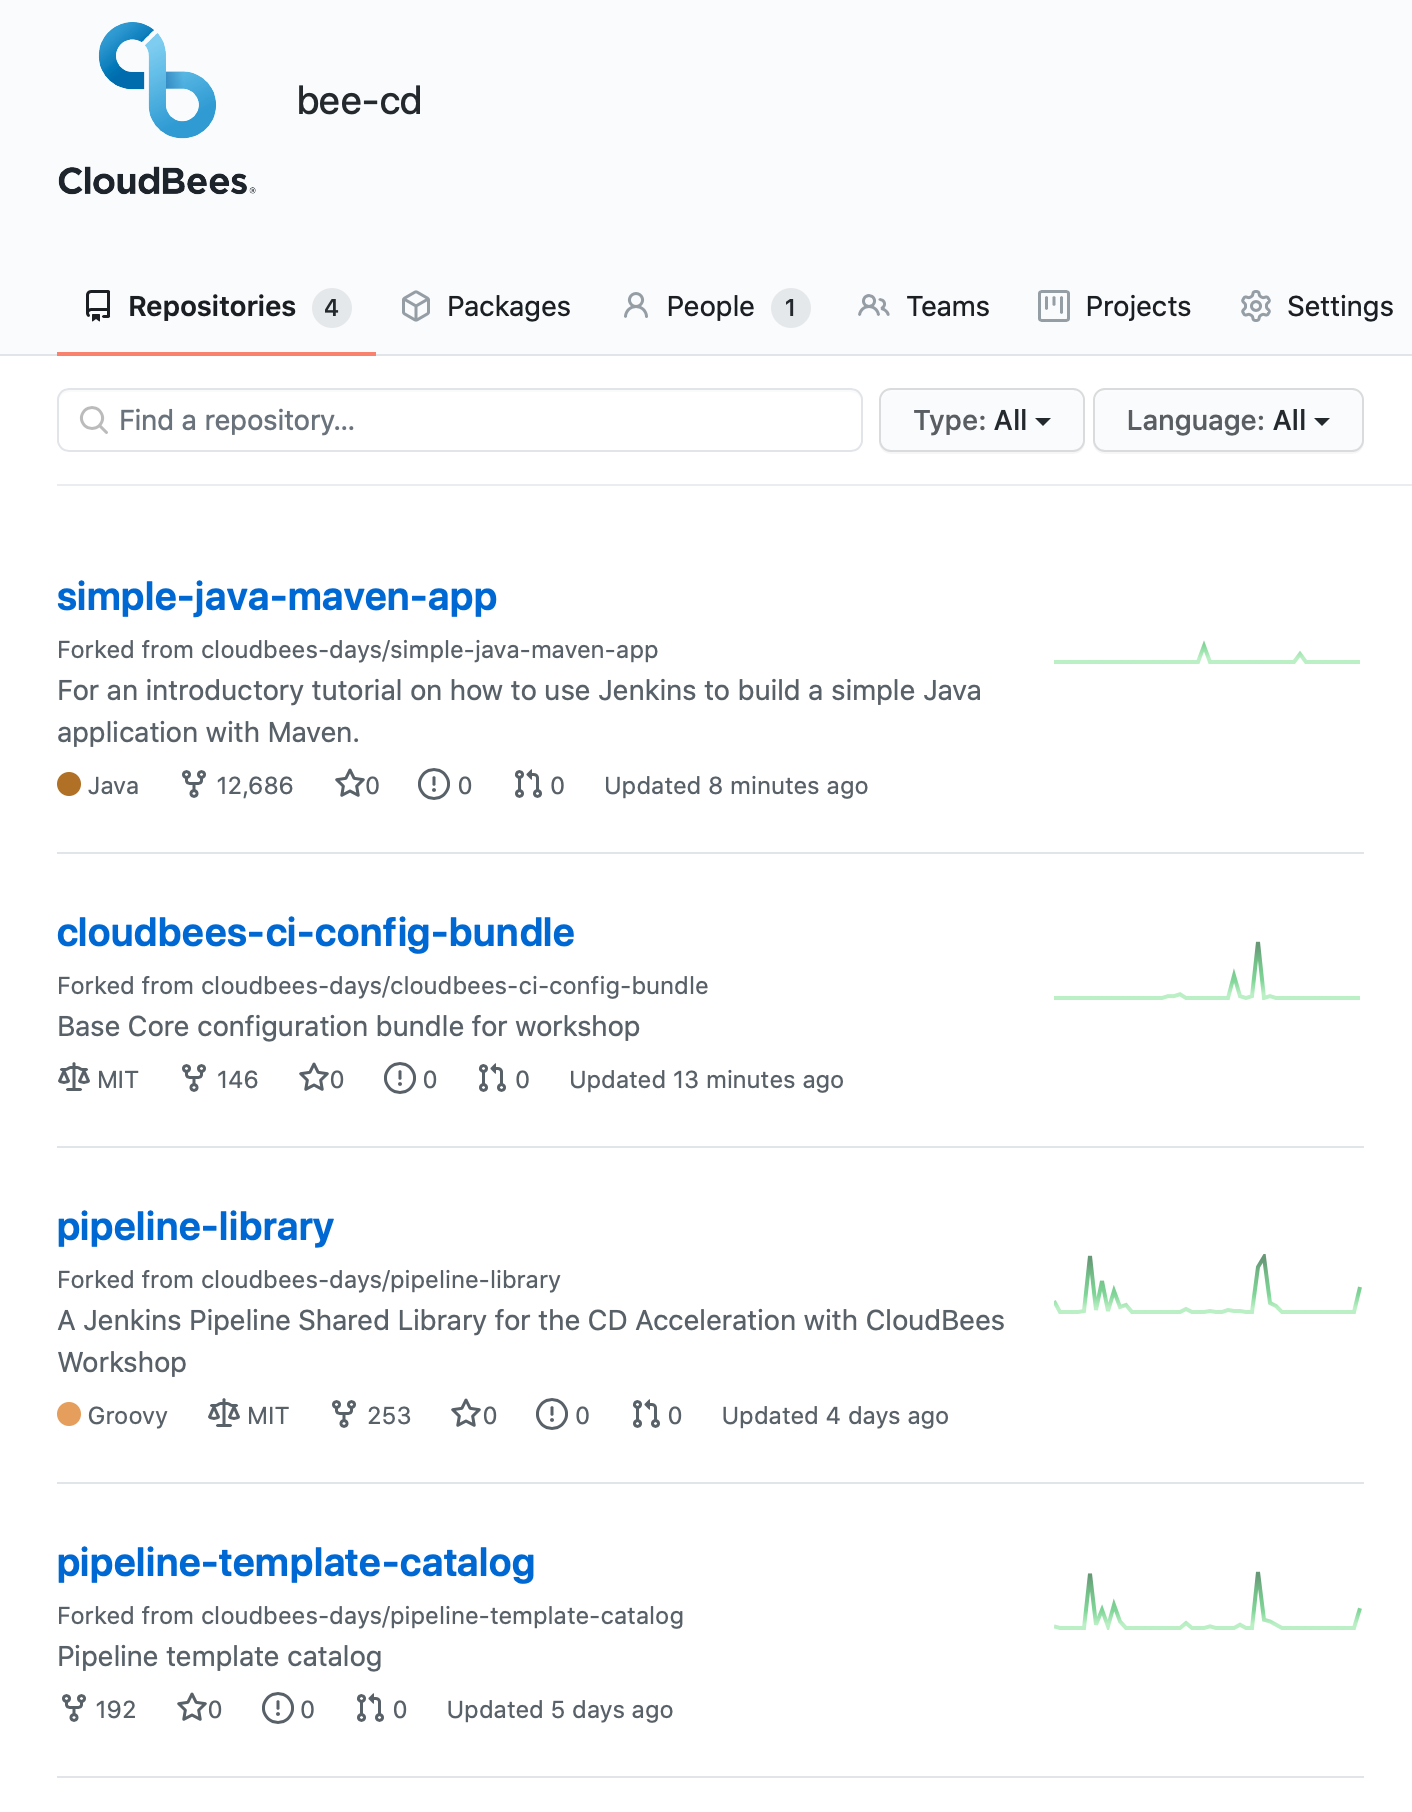 bee-cd
CloudBees®
Repositories 4 Packages People 1 Teams Projects Settings
Find a repository... Type: All Language: All
simple-java-maven-app
Forked from cloudbees-days/simple-java-maven-app
For an introductory tutorial on how to use Jenkins to build a simple Java
application with Maven.
Java 12,686 0 0 0 Updated 8 minutes ago
cloudbees-ci-config-bundle
Forked from cloudbees-days/cloudbees-ci-config-bundle
Base Core configuration bundle for workshop
MIT 146 0 0 0 Updated 13 minutes ago
pipeline-library
Forked from cloudbees-days/pipeline-library
A Jenkins Pipeline Shared Library for the CD Acceleration with CloudBees
Workshop
Groovy MIT 253 0 0 0 Updated 4 days ago
pipeline-template-catalog
Forked from cloudbees-days/pipeline-template-catalog
Pipeline template catalog
192 0 0 0 Updated 5 days ago